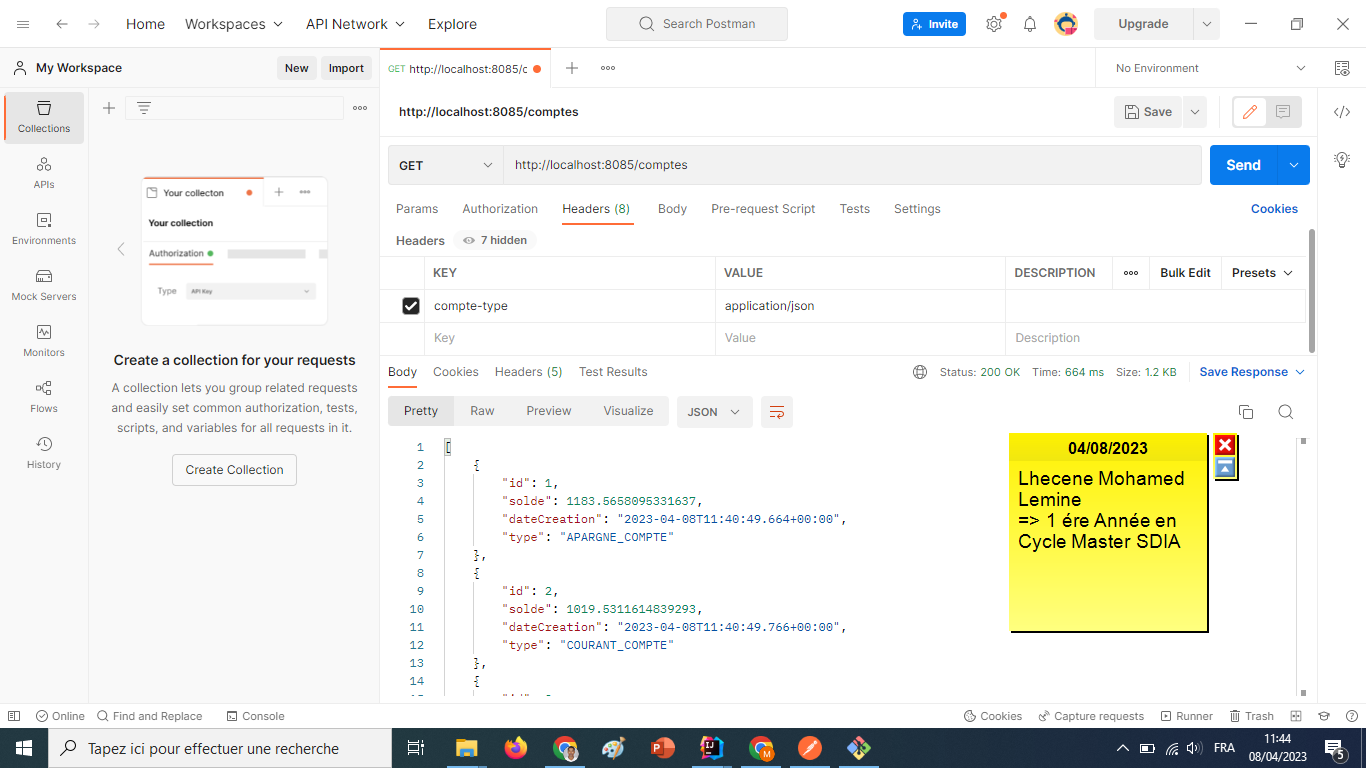 Home Workspaces API Network Explore Search Postman Invite Upgrade
My Workspace New Import GET http://localhost:8085/c No Environment
Collections
APIs
Environments
Mock Servers
Monitors
Flows
History
Your collecton
Your collection
Authorization
Type API Key
Create a collection for your requests
A collection lets you group related requests
and easily set common authorization, tests,
scripts, and variables for all requests in it.
Create Collection
http://localhost:8085/comptes Save
GET http://localhost:8085/comptes Send
Params Authorization Headers (8) Body Pre-request Script Tests Settings Cookies
Headers 7 hidden
KEY VALUE DESCRIPTION Bulk Edit Presets
compte-type application/json
Key Value Description
Body Cookies Headers (5) Test Results Status: 200 OK Time: 664 ms Size: 1.2 KB Save Response
Pretty Raw Preview Visualize JSON
1 [
2 {
3 "id": 1,
4 "solde": 1183.5658095331637,
5 "dateCreation": "2023-04-08T11:40:49.664+00:00",
6 "type": "APARGNE_COMPTE"
7 },
8 {
9 "id": 2,
10 "solde": 1019.5311614839293,
11 "dateCreation": "2023-04-08T11:40:49.766+00:00",
12 "type": "COURANT_COMPTE"
13 },
14 {
04/08/2023
Lhecene Mohamed
Lemine
=> 1 ére Année en
Cycle Master SDIA
Online Find and Replace Console Cookies Capture requests Runner Trash
Tapez ici pour effectuer une recherche FRA 11:44
08/04/2023 5